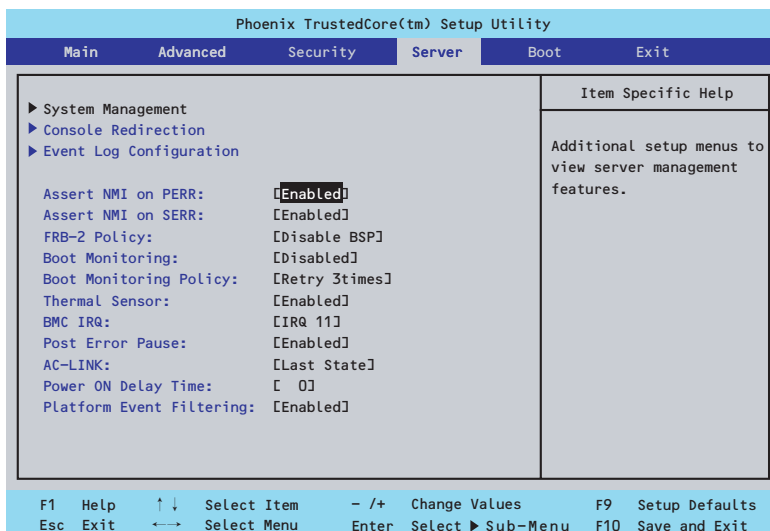 Phoenix TrustedCore(tm) Setup Utility
Main Advanced Security Server Boot Exit
▶ System Management
▶ Console Redirection
▶ Event Log Configuration
Assert NMI on PERR: [Enabled]
Assert NMI on SERR: [Enabled]
FRB-2 Policy: [Disable BSP]
Boot Monitoring: [Disabled]
Boot Monitoring Policy: [Retry 3times]
Thermal Sensor: [Enabled]
BMC IRQ: [IRQ 11]
Post Error Pause: [Enabled]
AC-LINK: [Last State]
Power ON Delay Time: [ 0]
Platform Event Filtering: [Enabled]
Item Specific Help
Additional setup menus to
view server management
features.
F1 Help ↑↓ Select Item - /+ Change Values F9 Setup Defaults
Esc Exit ←→ Select Menu Enter Select ▶ Sub-Menu F10 Save and Exit